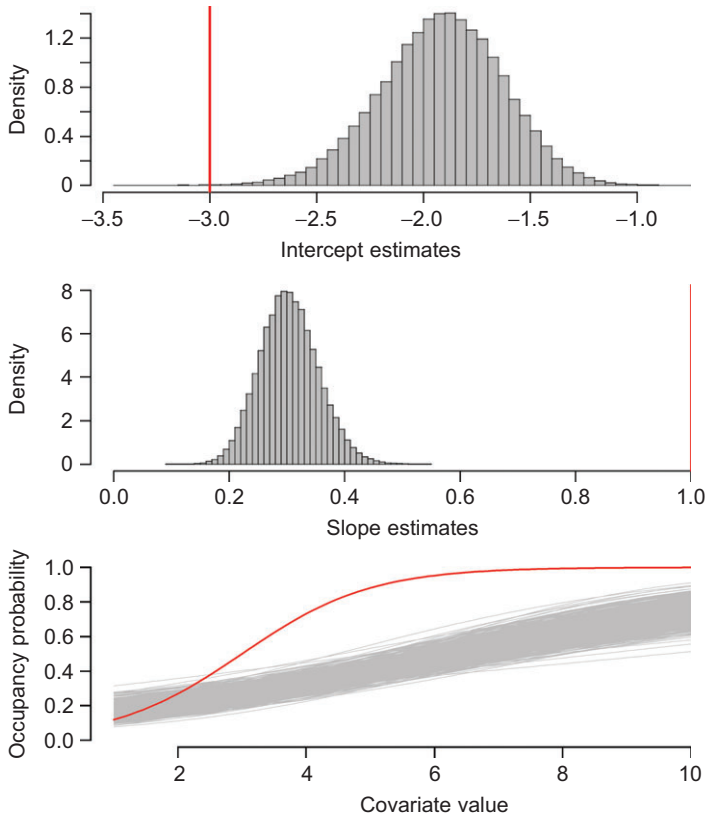 Density
1.2
0.8
0.4
0
−3.5 −3.0 −2.5 −2.0 −1.5 −1.0
Intercept estimates
Density
8
6
4
2
0
0.0 0.2 0.4 0.6 0.8 1.0
Slope estimates
Occupancy probability
1.0
0.8
0.6
0.4
0.2
0.0
2 4 6 8 10
Covariate value